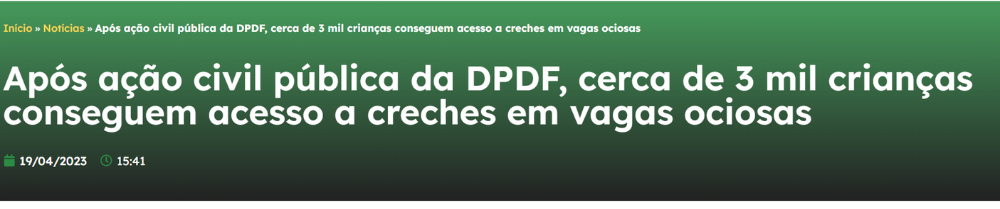 Início » Notícias » Após ação civil pública da DPDF, cerca de 3 mil crianças conseguem acesso a creches em vagas ociosas
Após ação civil pública da DPDF, cerca de 3 mil crianças
conseguem acesso a creches em vagas ociosas
19/04/2023 15:41